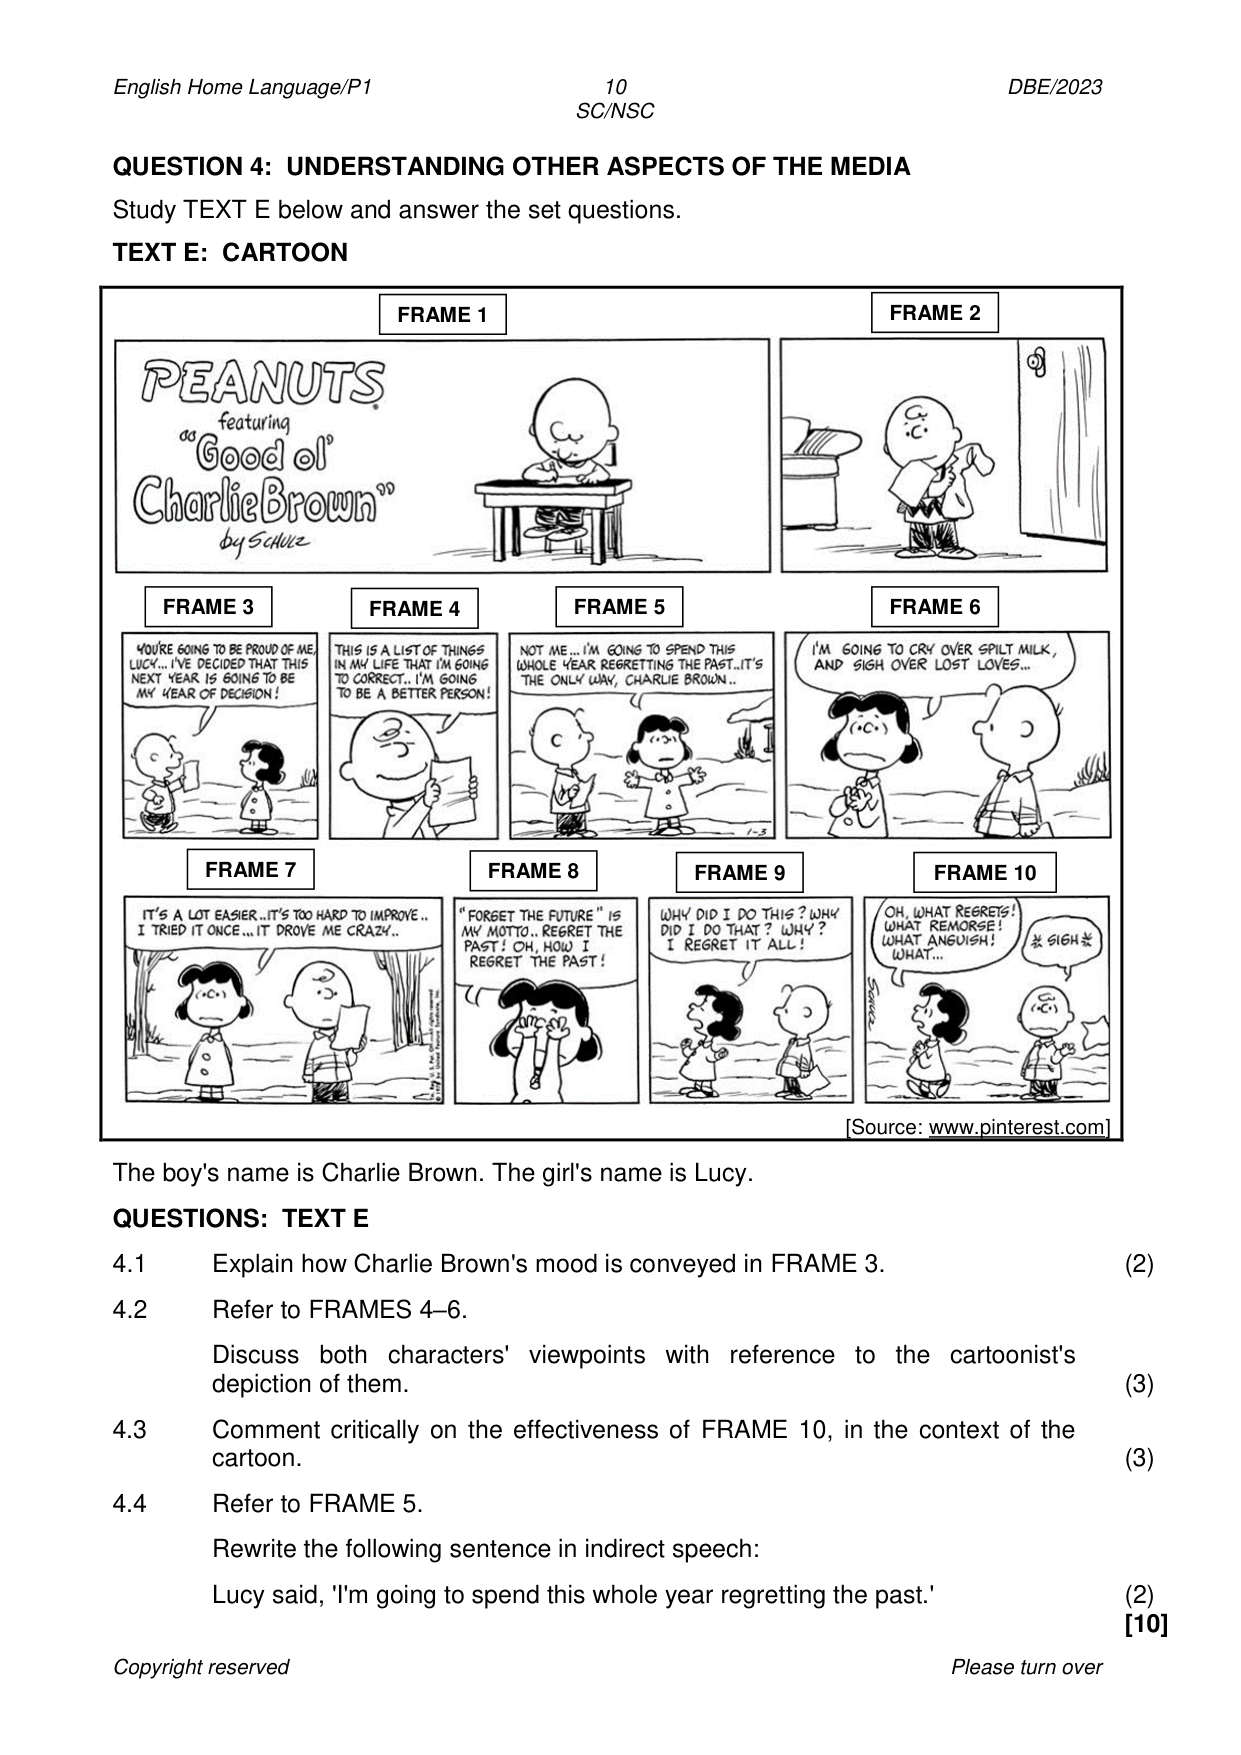 English Home Language/P1 10 DBE/2023
SC/NSC
QUESTION 4: UNDERSTANDING OTHER ASPECTS OF THE MEDIA
Study TEXT E below and answer the set questions.
TEXT E: CARTOON
FRAME 1
FRAME 2
PEANUTS
featuring
"Good ol'
Charlie Brown"
by SCHULZ
FRAME 3
FRAME 4
FRAME 5
FRAME 6
YOU'RE GOING TO BE PROUD OF ME,
LUCY... I'VE DECIDED THAT THIS
NEXT YEAR IS GOING TO BE
MY YEAR OF DECISION!
THIS IS A LIST OF THINGS
IN MY LIFE THAT I'M GOING
TO CORRECT.. I'M GOING
TO BE A BETTER PERSON!
NOT ME... I'M GOING TO SPEND THIS
WHOLE YEAR REGRETTING THE PAST..IT'S
THE ONLY WAY, CHARLIE BROWN..
1-3
I'M GOING TO CRY OVER SPILT MILK,
AND SIGH OVER LOST LOVES...
FRAME 7
FRAME 8
FRAME 9
FRAME 10
IT'S A LOT EASIER..IT'S TOO HARD TO IMPROVE..
I TRIED IT ONCE...IT DROVE ME CRAZY..
"FORGET THE FUTURE" IS
MY MOTTO.. REGRET THE
PAST! OH, HOW I
REGRET THE PAST!
WHY DID I DO THIS? WHY
DID I DO THAT? WHY?
I REGRET IT ALL!
OH, WHAT REGRETS!
WHAT REMORSE!
WHAT ANGUISH!
WHAT...
* SIGH *
SCHULZ
[Source: www.pinterest.com]
The boy's name is Charlie Brown. The girl's name is Lucy.
QUESTIONS: TEXT E
4.1 Explain how Charlie Brown's mood is conveyed in FRAME 3. (2)
4.2 Refer to FRAMES 4–6.
Discuss both characters' viewpoints with reference to the cartoonist's
depiction of them. (3)
4.3 Comment critically on the effectiveness of FRAME 10, in the context of the
cartoon. (3)
4.4 Refer to FRAME 5.
Rewrite the following sentence in indirect speech:
Lucy said, 'I'm going to spend this whole year regretting the past.' (2)
[10]
Copyright reserved Please turn over